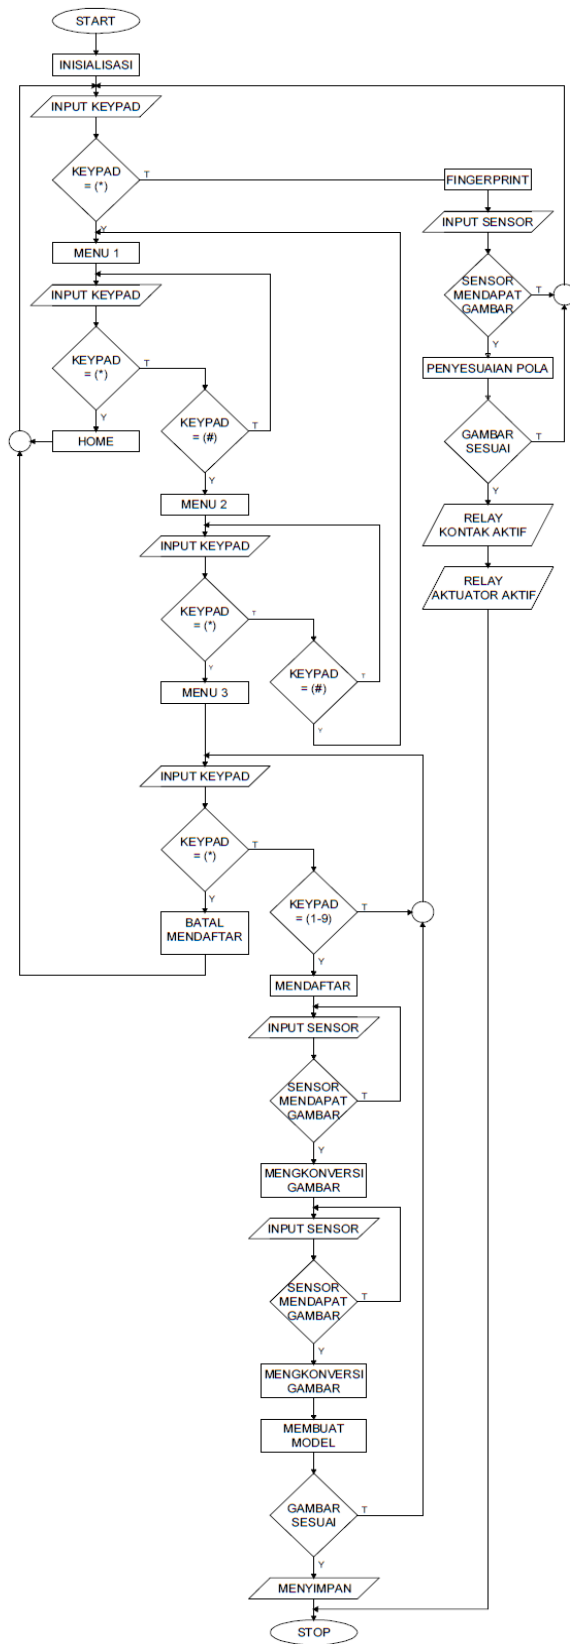 START
INISIALISASI
INPUT KEYPAD
KEYPAD
= (*)
T
Y
FINGERPRINT
INPUT SENSOR
SENSOR
MENDAPAT
GAMBAR
T
Y
PENYESUAIAN POLA
GAMBAR
SESUAI
T
Y
RELAY
KONTAK AKTIF
RELAY
AKTUATOR AKTIF
MENU 1
INPUT KEYPAD
KEYPAD
= (*)
T
Y
HOME
KEYPAD
= (#)
T
Y
MENU 2
INPUT KEYPAD
KEYPAD
= (*)
T
Y
KEYPAD
= (#)
T
Y
MENU 3
INPUT KEYPAD
KEYPAD
= (*)
T
Y
BATAL
MENDAFTAR
KEYPAD
= (1-9)
T
Y
MENDAFTAR
INPUT SENSOR
SENSOR
MENDAPAT
GAMBAR
T
Y
MENGKONVERSI
GAMBAR
INPUT SENSOR
SENSOR
MENDAPAT
GAMBAR
T
Y
MENGKONVERSI
GAMBAR
MEMBUAT
MODEL
GAMBAR
SESUAI
T
Y
MENYIMPAN
STOP